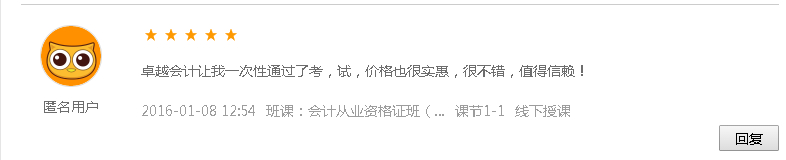 ★★★★★
卓越会计让我一次性通过了考，试，价格也很实惠，很不错，值得信赖！
匿名用户
2016-01-08 12:54 班课：会计从业资格证班（... 课节1-1 线下授课
回复